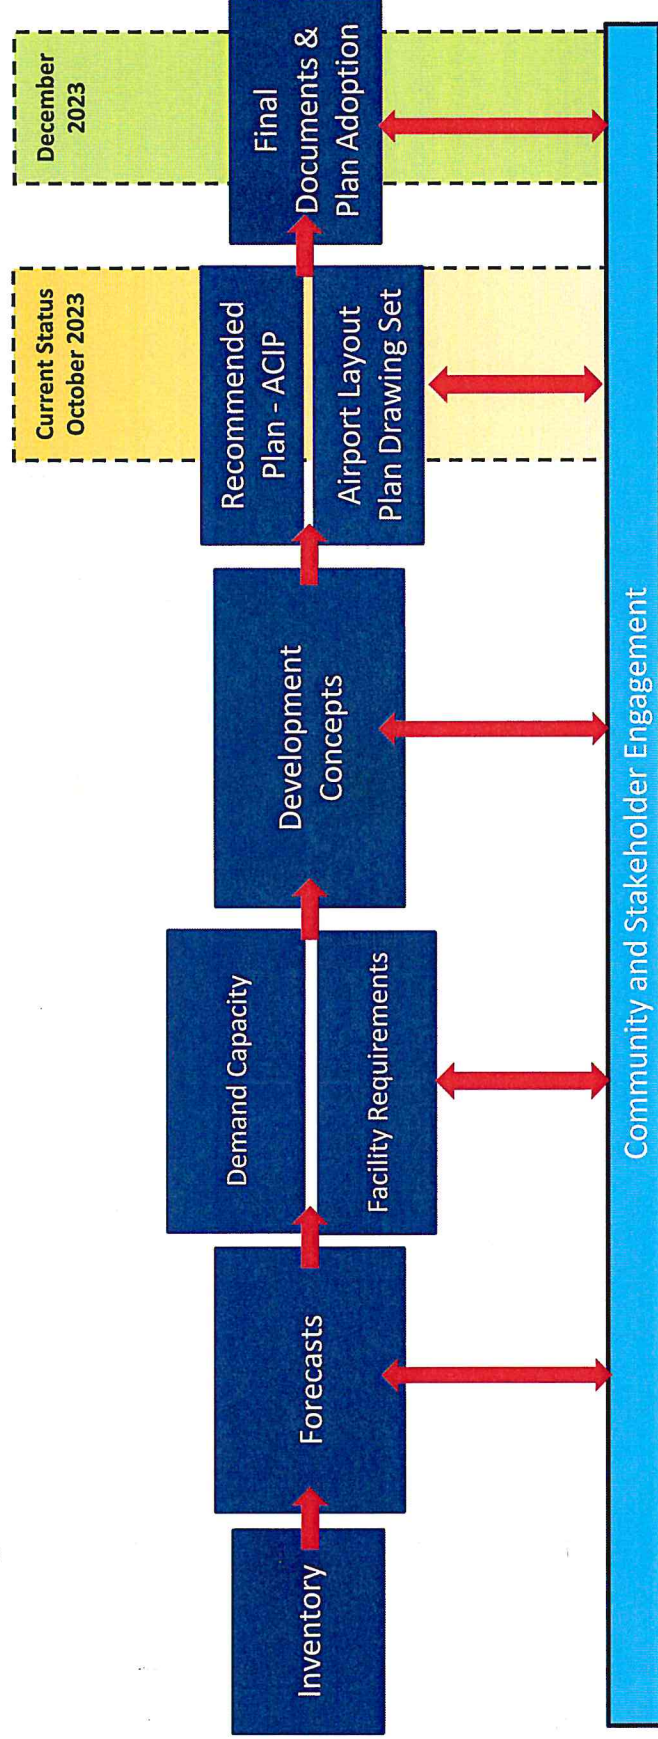 Current Status
October 2023
December
2023
Inventory
Forecasts
Demand Capacity
Facility Requirements
Development
Concepts
Recommended
Plan - ACIP
Airport Layout
Plan Drawing Set
Final
Documents &
Plan Adoption
Community and Stakeholder Engagement